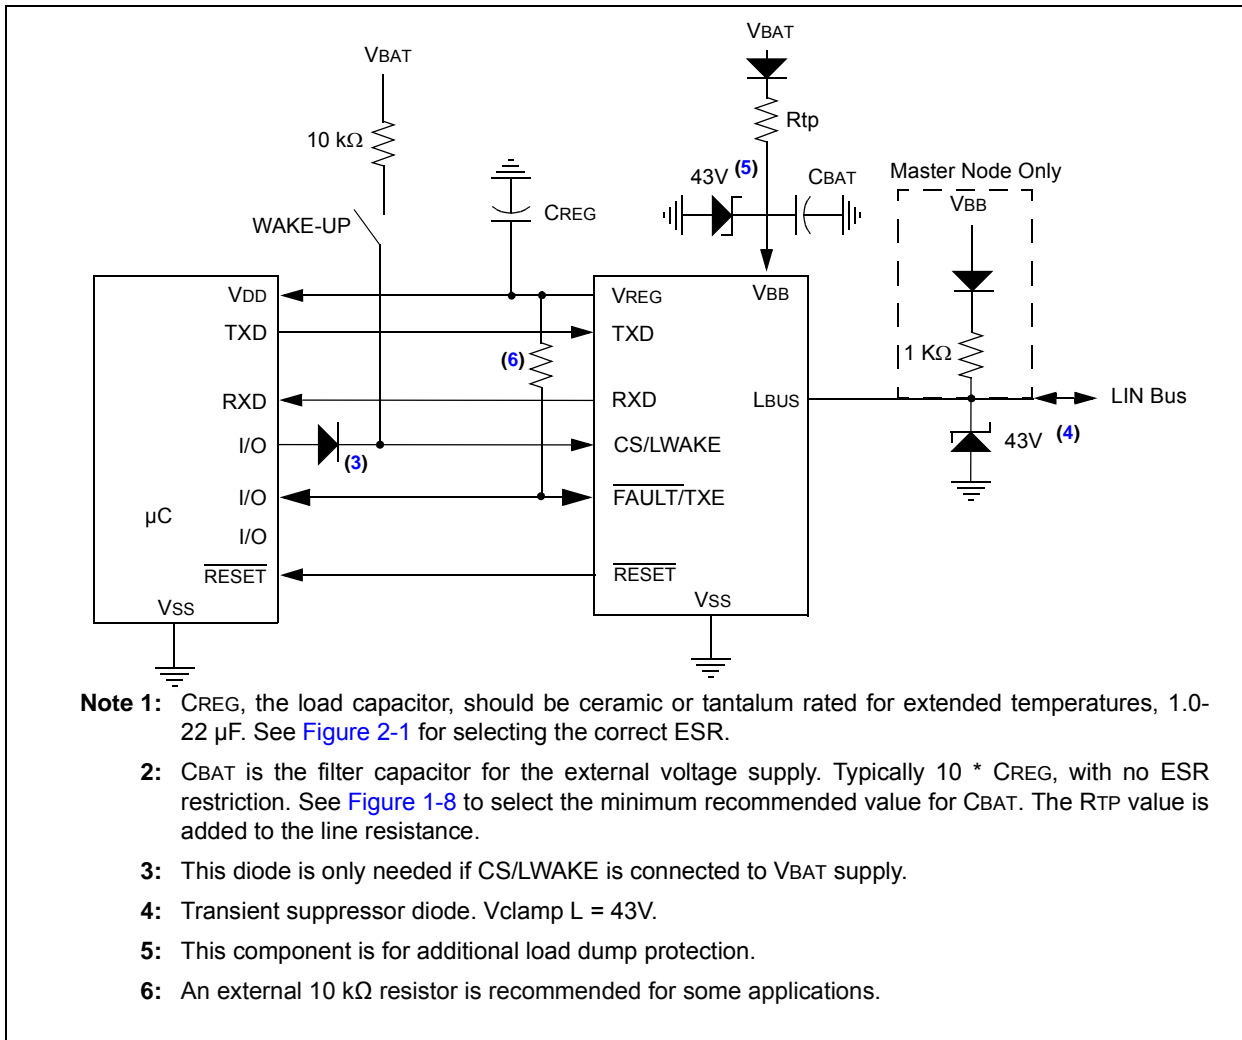 VBAT
VBAT
10 kΩ
Rtp
43V (5)
CBAT
Master Node Only
VBB
WAKE-UP
CREG
VDD
VREG
VBB
TXD
TXD
(6)
1 KΩ
RXD
RXD
LBUS
LIN Bus
I/O
(3)
CS/LWAKE
43V (4)
I/O
FAULT/TXE
µC
I/O
RESET
RESET
VSS
VSS
Note 1: CREG, the load capacitor, should be ceramic or tantalum rated for extended temperatures, 1.0-
22 µF. See Figure 2-1 for selecting the correct ESR.
2: CBAT is the filter capacitor for the external voltage supply. Typically 10 * CREG, with no ESR
restriction. See Figure 1-8 to select the minimum recommended value for CBAT. The RTP value is
added to the line resistance.
3: This diode is only needed if CS/LWAKE is connected to VBAT supply.
4: Transient suppressor diode. Vclamp L = 43V.
5: This component is for additional load dump protection.
6: An external 10 kΩ resistor is recommended for some applications.